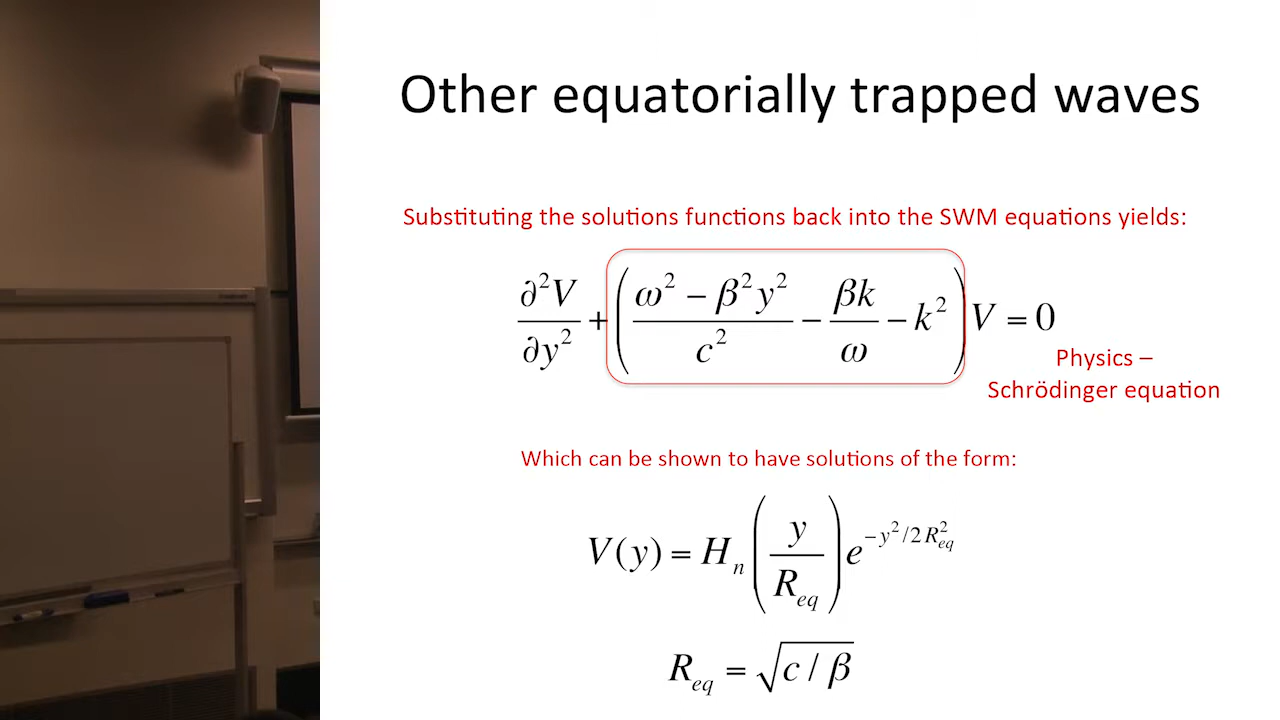 Other equatorially trapped waves
Substituting the solutions functions back into the SWM equations yields:
∂²V/∂y² + ((ω² − β²y²)/c² − βk/ω − k²) V = 0
Physics –
Schrödinger equation
Which can be shown to have solutions of the form:
V(y) = Hₙ (y/R_eq) e^(−y²/2R²_eq)
R_eq = √(c / β)